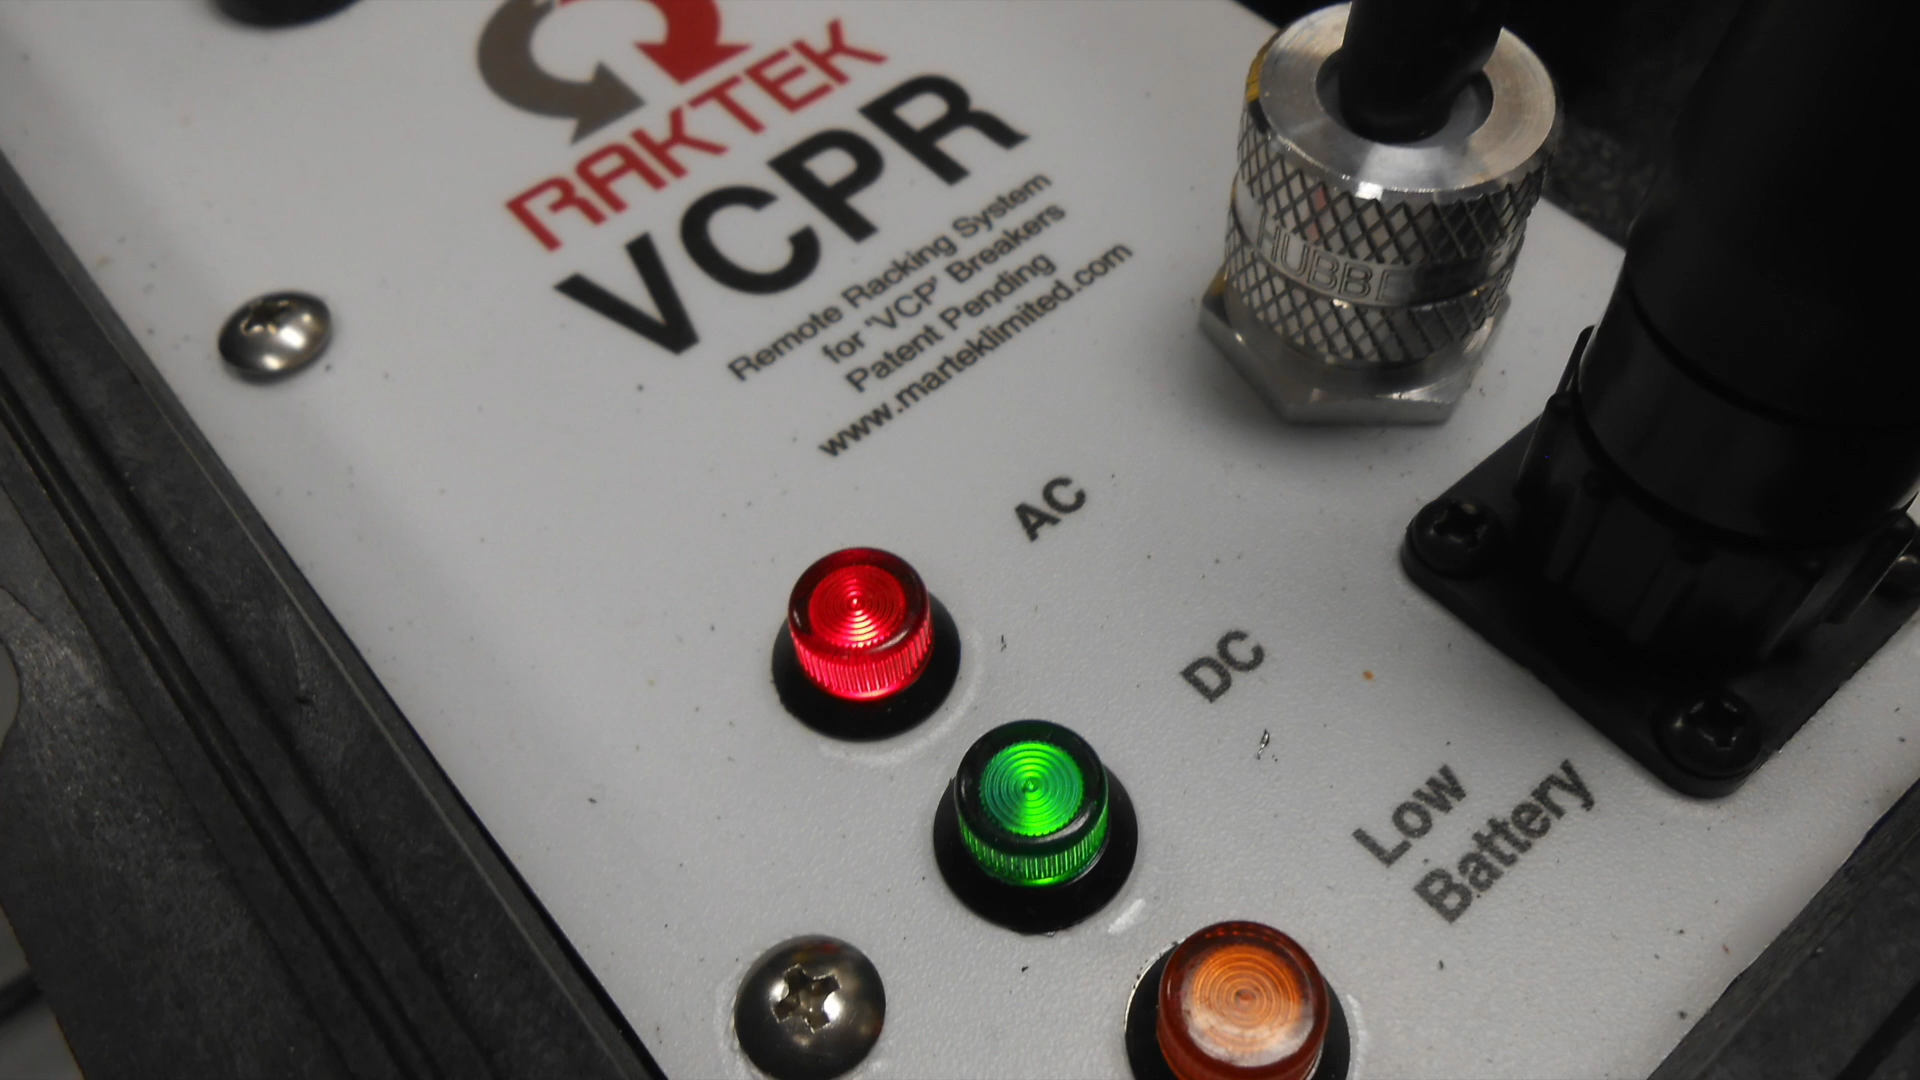 RAKTEK
VCPR
Remote Racking System
for 'VCP' Breakers
Patent Pending
www.marteklimited.com
AC
DC
Low
Battery